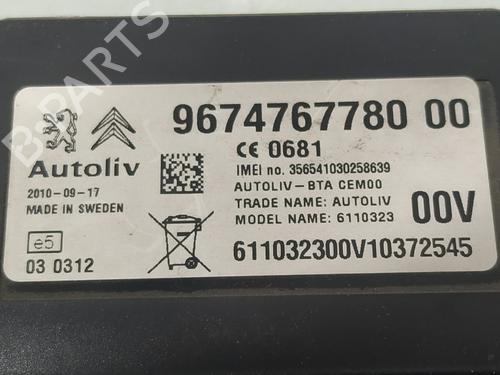 9674767780 00
Autoliv
CE 0681
IMEI no. 356541030258639
2010-09-17
AUTOLIV-BTA CEM00
MADE IN SWEDEN
TRADE NAME: AUTOLIV
MODEL NAME: 6110323
00V
e5
03 0312
611032300V10372545
B-PARTS